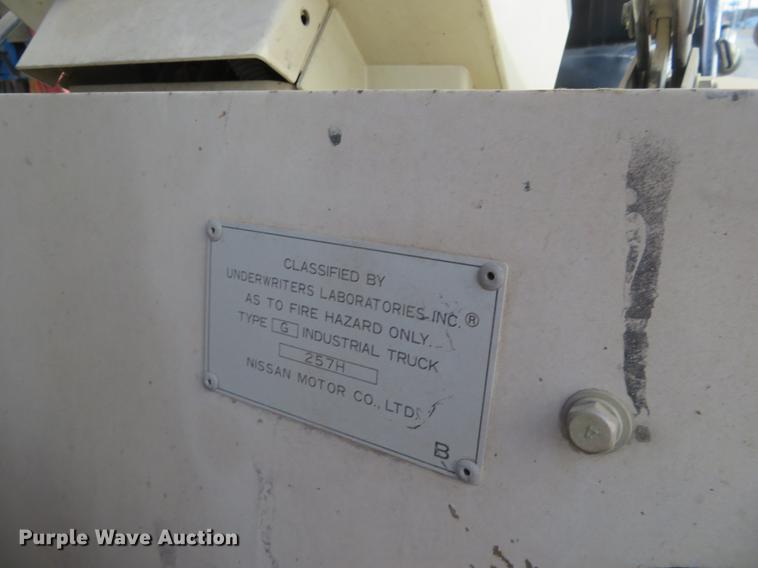 CLASSIFIED BY
UNDERWRITERS LABORATORIES INC.®
AS TO FIRE HAZARD ONLY.
TYPE G INDUSTRIAL TRUCK
257H
NISSAN MOTOR CO., LTD.
B
4
Purple Wave Auction